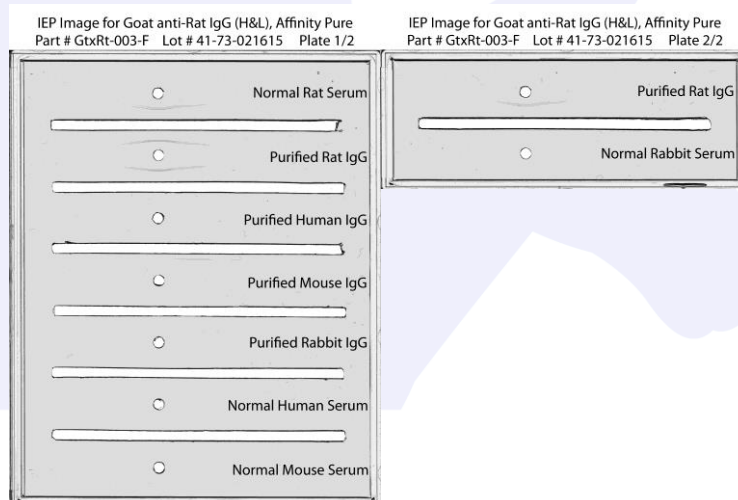 IEP Image for Goat anti-Rat IgG (H&L), Affinity Pure
Part # GtxRt-003-F Lot # 41-73-021615 Plate 1/2
Normal Rat Serum
Purified Rat IgG
Purified Human IgG
Purified Mouse IgG
Purified Rabbit IgG
Normal Human Serum
Normal Mouse Serum
IEP Image for Goat anti-Rat IgG (H&L), Affinity Pure
Part # GtxRt-003-F Lot # 41-73-021615 Plate 2/2
Purified Rat IgG
Normal Rabbit Serum